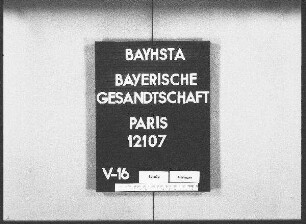 BAYHSTA
BAYERISCHE
GESANDTSCHAFT
PARIS
12107
V-16